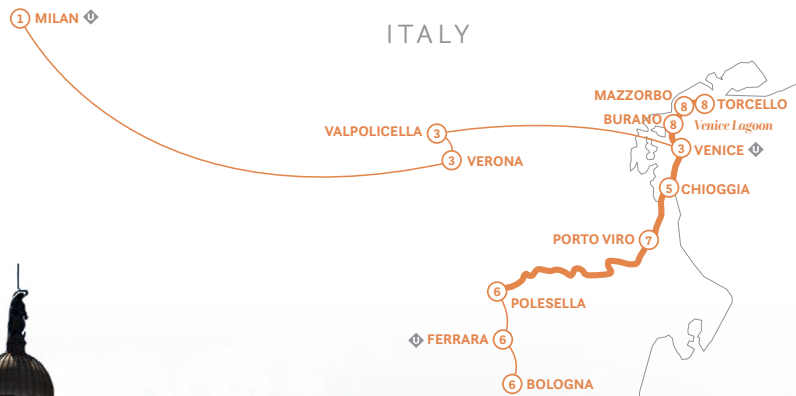 1 MILAN U
ITALY
MAZZORBO 8
8 TORCELLO
BURANO 8
Venice Lagoon
VALPOLICELLA 3
3 VERONA
3 VENICE U
5 CHIOGGIA
PORTO VIRO 7
6
POLESELLA
U FERRARA 6
6 BOLOGNA